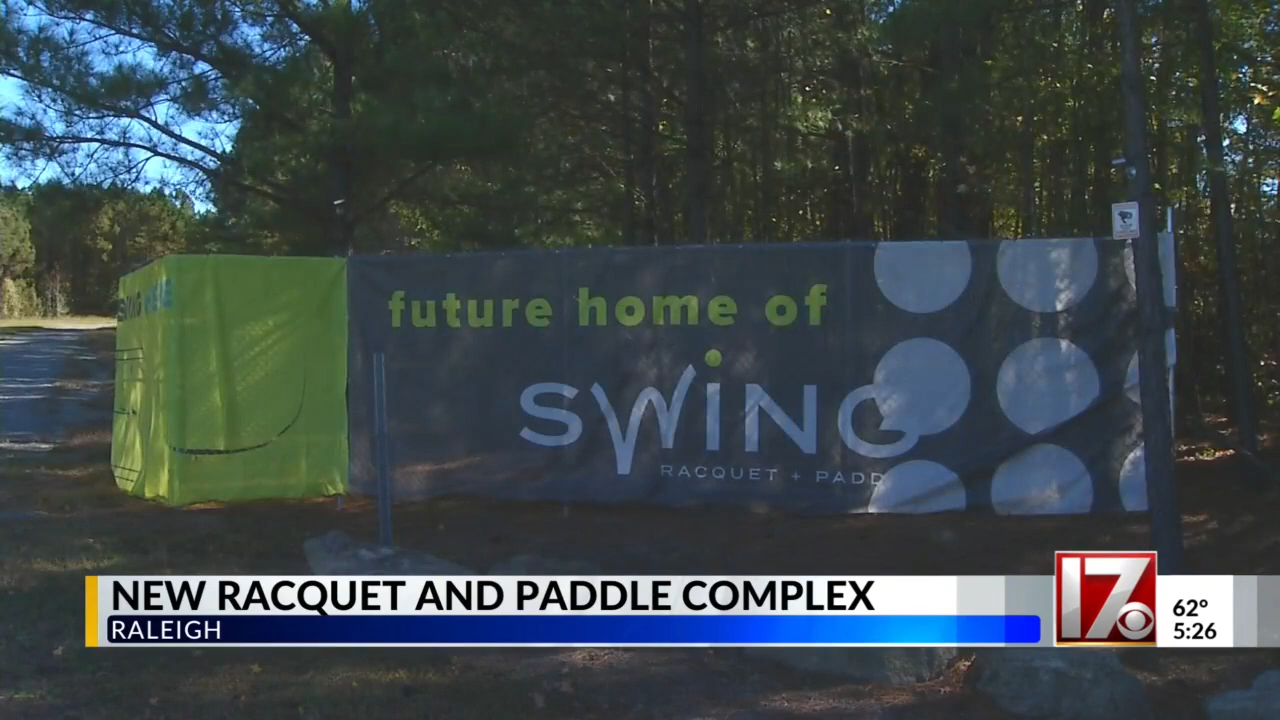 future home of
SWING
RACQUET + PADD
NEW RACQUET AND PADDLE COMPLEX
RALEIGH
17
62°
5:26